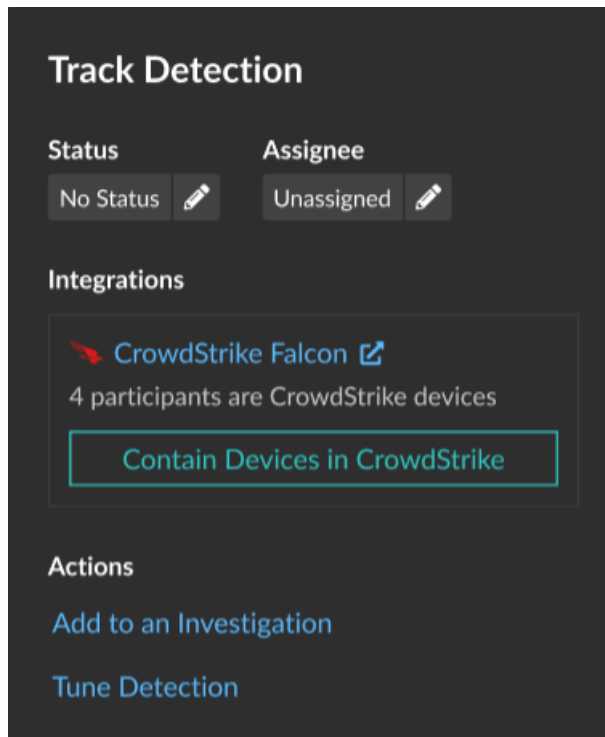 Track Detection
Status Assignee
No Status Unassigned
Integrations
CrowdStrike Falcon
4 participants are CrowdStrike devices
Contain Devices in CrowdStrike
Actions
Add to an Investigation
Tune Detection